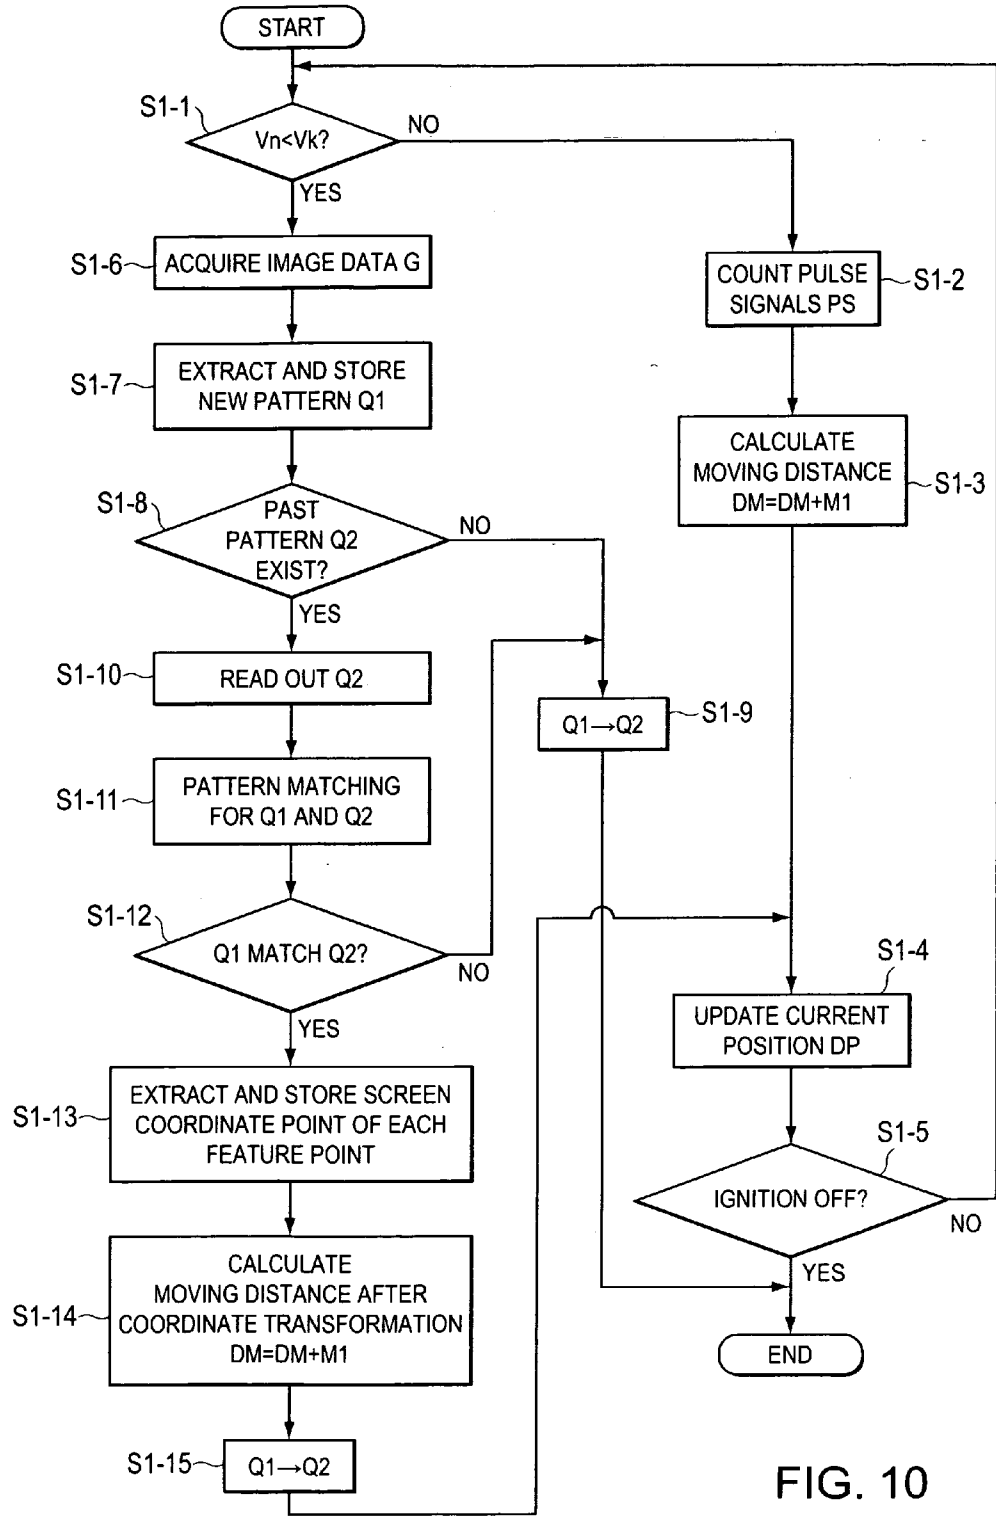 START
S1-1
Vn<Vk?
NO
YES
S1-6
ACQUIRE IMAGE DATA G
S1-2
COUNT PULSE
SIGNALS PS
S1-7
EXTRACT AND STORE
NEW PATTERN Q1
S1-3
CALCULATE
MOVING DISTANCE
DM=DM+M1
S1-8
PAST
PATTERN Q2
EXIST?
NO
YES
S1-10
READ OUT Q2
S1-9
Q1→Q2
S1-11
PATTERN MATCHING
FOR Q1 AND Q2
S1-12
Q1 MATCH Q2?
NO
YES
S1-4
UPDATE CURRENT
POSITION DP
S1-13
EXTRACT AND STORE SCREEN
COORDINATE POINT OF EACH
FEATURE POINT
S1-5
IGNITION OFF?
NO
YES
S1-14
CALCULATE
MOVING DISTANCE AFTER
COORDINATE TRANSFORMATION
DM=DM+M1
END
S1-15
Q1→Q2
FIG. 10